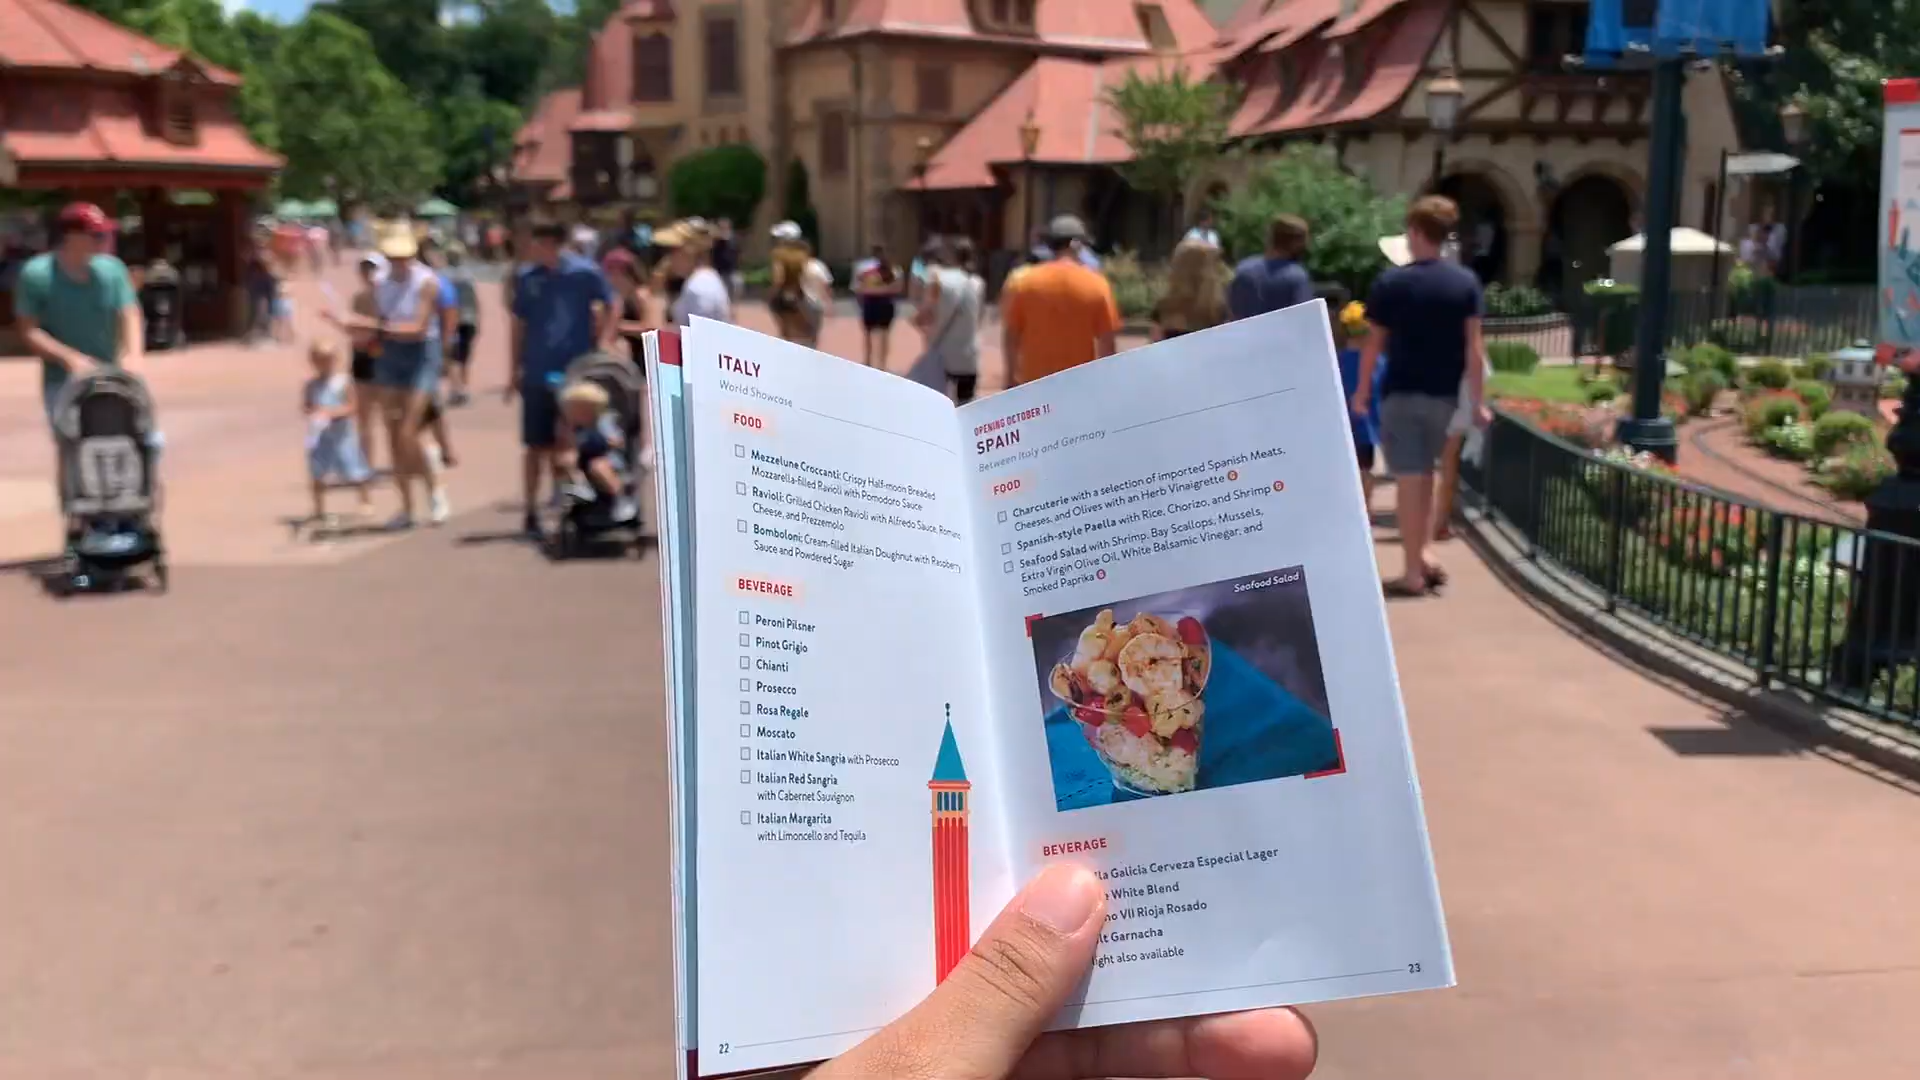 ITALY
World Showcase
FOOD
Mezzelune Croccanti: Crispy Half-moon Breaded
Mozzarella-filled Ravioli with Pomodoro Sauce
Ravioli: Grilled Chicken Ravioli with Alfredo Sauce, Romano
Cheese, and Prezzemolo
Bomboloni: Cream-filled Italian Doughnut with Raspberry
Sauce and Powdered Sugar
BEVERAGE
Peroni Pilsner
Pinot Grigio
Chianti
Prosecco
Rosa Regale
Moscato
Italian White Sangria with Prosecco
Italian Red Sangria
with Cabernet Sauvignon
Italian Margarita
with Limoncello and Tequila
22
OPENING OCTOBER 1!
SPAIN
Between Italy and Germany
FOOD
Charcuterie with a selection of imported Spanish Meats,
Cheeses, and Olives with an Herb Vinaigrette G
Spanish-style Paella with Rice, Chorizo, and Shrimp G
Seafood Salad with Shrimp, Bay Scallops, Mussels,
Extra Virgin Olive Oil, White Balsamic Vinegar, and
Smoked Paprika G
Seafood Salad
BEVERAGE
Galicia Cerveza Especial Lager
White Blend
VII Rioja Rosado
Garnacha
also available
23